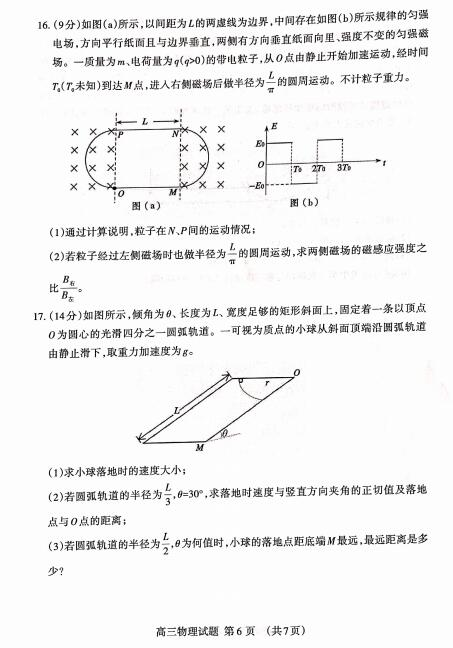 16.(9分)如图(a)所示,以间距为L的两虚线为边界,中间存在如图(b)所示规律的匀强
电场,方向平行纸面且与边界垂直,两侧有方向垂直纸面向里、强度不变的匀强磁
场。一质量为m、电荷量为q(q>0)的带电粒子,从O点由静止开始加速运动,经时间
T₀(T₀未知)到达M点,进入右侧磁场后做半径为L/π的圆周运动。不计粒子重力。
L
P
N
O
M
图(a)
E
E₀
O
-E₀
T₀
2T₀
3T₀
t
图(b)
(1)通过计算说明,粒子在N、P间的运动情况;
(2)若粒子经过左侧磁场时也做半径为L/π的圆周运动,求两侧磁场的磁感应强度之
比B右/B左。
17.(14分)如图所示,倾角为θ、长度为L、宽度足够的矩形斜面上,固定着一条以顶点
O为圆心的光滑四分之一圆弧轨道。一可视为质点的小球从斜面顶端沿圆弧轨道
由静止滑下,取重力加速度为g。
O
r
L
θ
M
(1)求小球落地时的速度大小;
(2)若圆弧轨道的半径为L/3,θ=30°,求落地时速度与竖直方向夹角的正切值及落地
点与O点的距离;
(3)若圆弧轨道的半径为L/2,θ为何值时,小球的落地点距底端M最远,最远距离是多
少?
高三物理试题 第6页 (共7页)